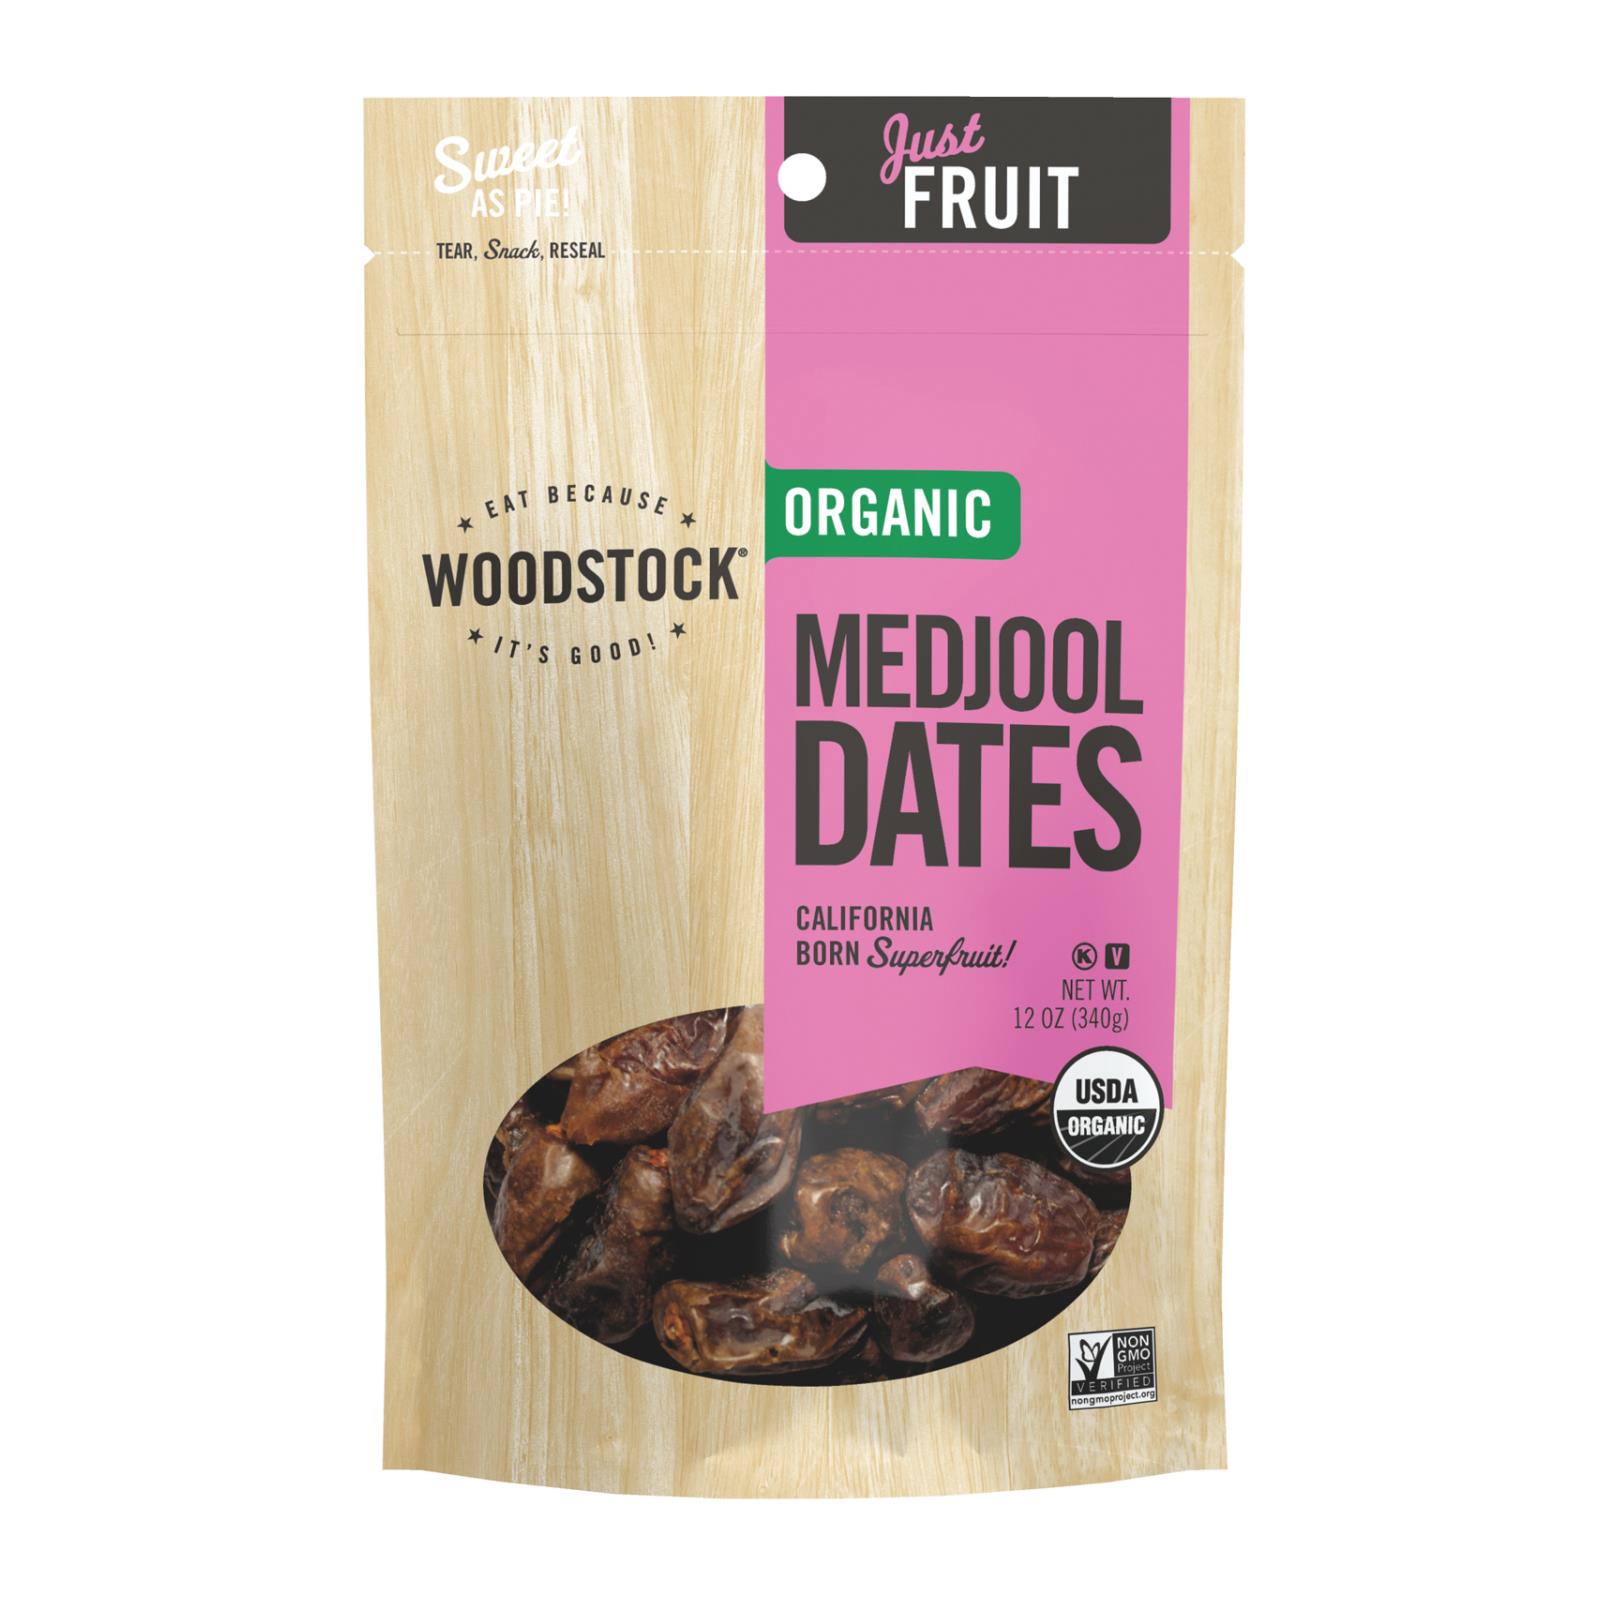 Sweet
AS PIE!
TEAR, Snack, RESEAL
Just
FRUIT
EAT BECAUSE
WOODSTOCK®
IT'S GOOD!
ORGANIC
MEDJOOL
DATES
CALIFORNIA
BORN Superfruit!
K V
NET WT.
12 OZ (340g)
USDA
ORGANIC
NON
GMO
Project
VERIFIED
nongmoproject.org